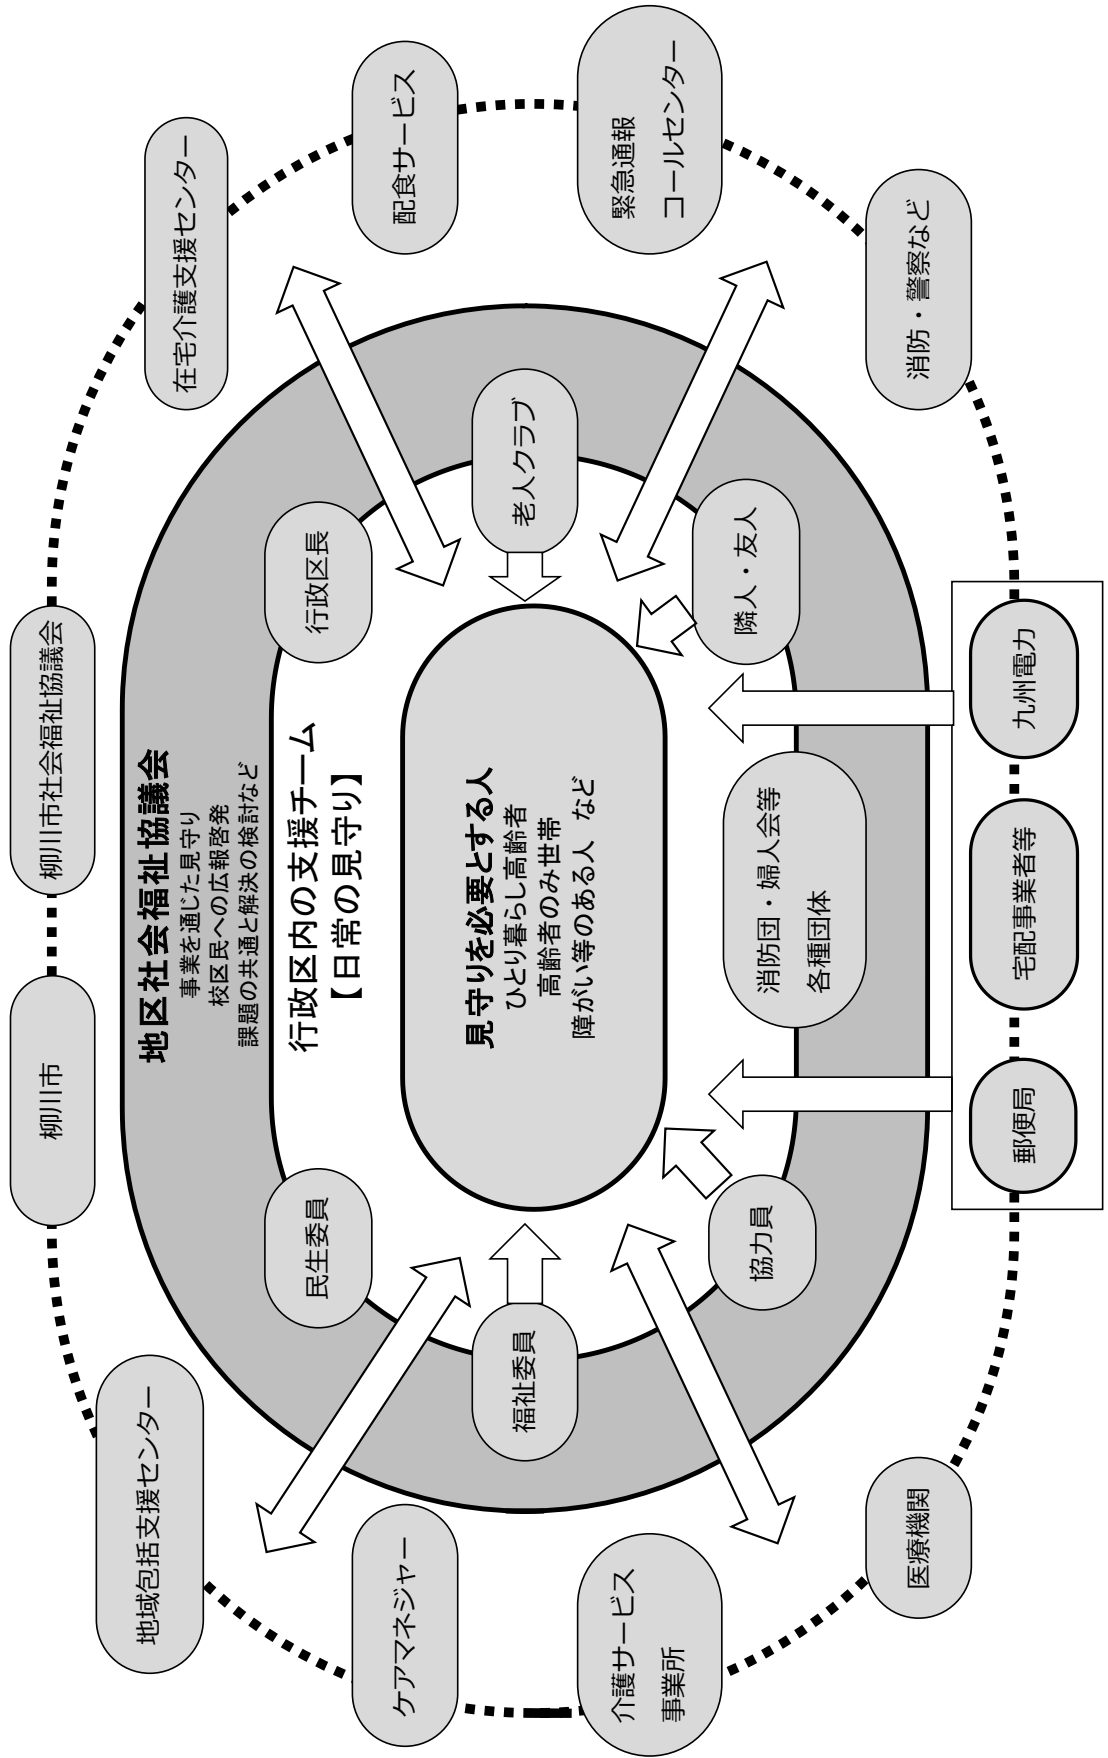 柳川市
柳川市社会福祉協議会
地域包括支援センター
在宅介護支援センター
地区社会福祉協議会
事業を通じた見守り
校区民への広報啓発
課題の共通と解決の検討など
行政区内の支援チーム
【日常の見守り】
民生委員
行政区長
ケアマネジャー
配食サービス
福祉委員
見守りを必要とする人
ひとり暮らし高齢者
高齢者のみ世帯
障がい等のある人　など
老人クラブ
介護サービス
事業所
緊急通報
コールセンター
協力員
消防団・婦人会等
各種団体
隣人・友人
医療機関
消防・警察など
郵便局
宅配事業者等
九州電力